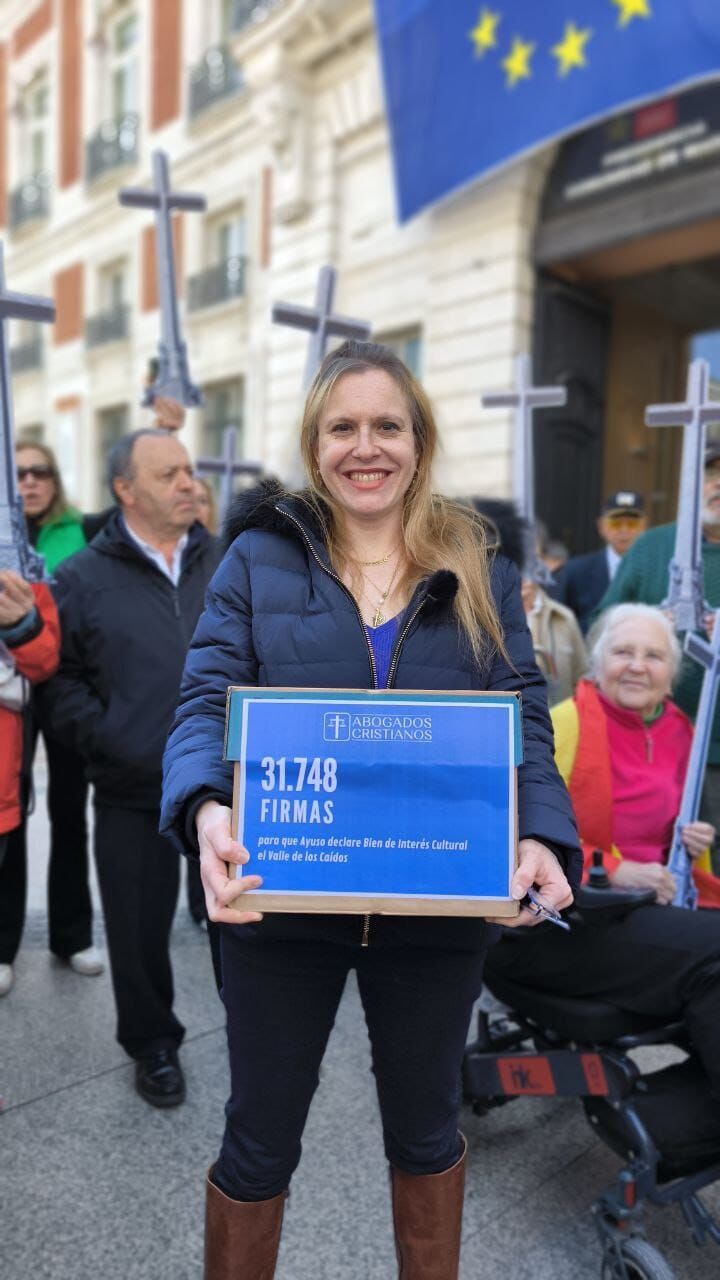 ABOGADOS
CRISTIANOS
31.748
FIRMAS
para que Ayuso declare Bien de Interés Cultural
el Valle de los Caídos